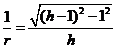 1/r = √((h−1)² − 1²)/h